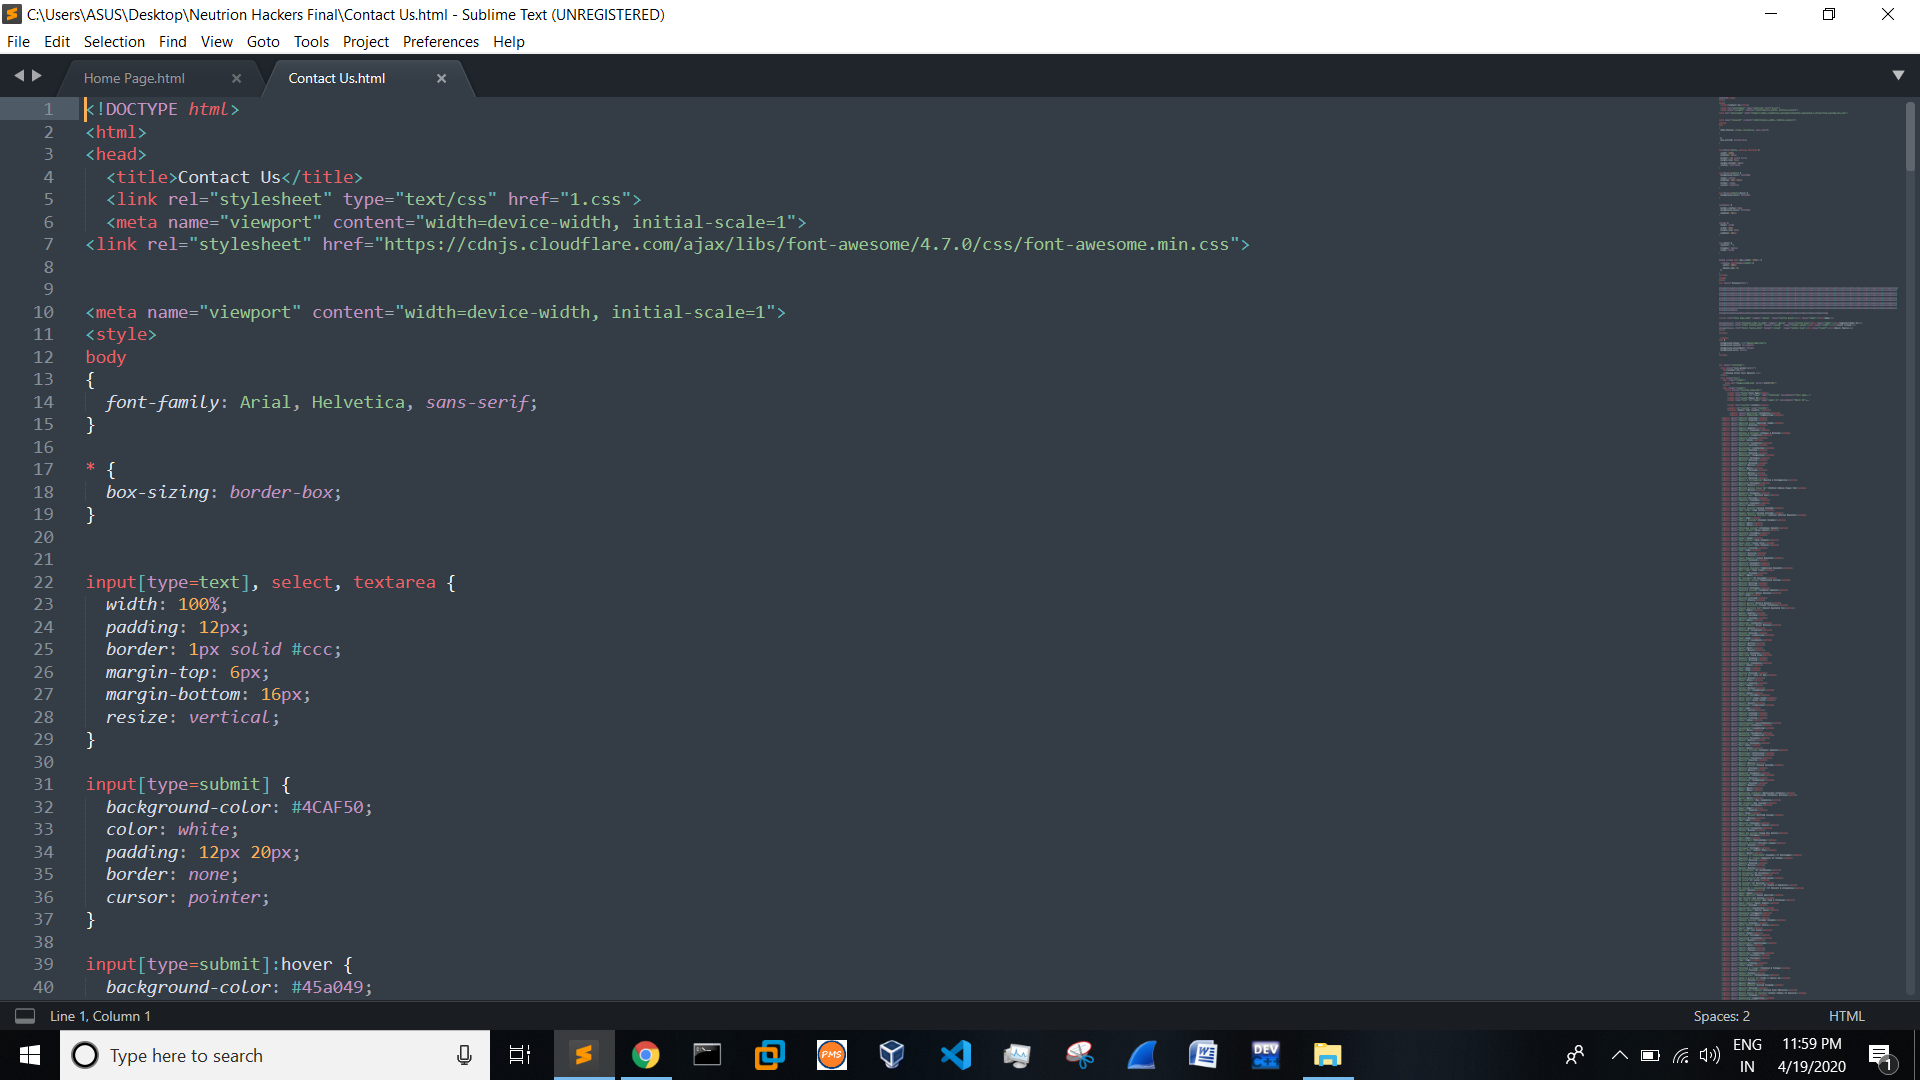 C:\Users\ASUS\Desktop\Neutrion Hackers Final\Contact Us.html - Sublime Text (UNREGISTERED)
File Edit Selection Find View Goto Tools Project Preferences Help
Home Page.html Contact Us.html
1 <!DOCTYPE html>
2 <html>
3 <head>
4 <title>Contact Us</title>
5 <link rel="stylesheet" type="text/css" href="1.css">
6 <meta name="viewport" content="width=device-width, initial-scale=1">
7 <link rel="stylesheet" href="https://cdnjs.cloudflare.com/ajax/libs/font-awesome/4.7.0/css/font-awesome.min.css">
8
9
10 <meta name="viewport" content="width=device-width, initial-scale=1">
11 <style>
12 body
13 {
14 font-family: Arial, Helvetica, sans-serif;
15 }
16
17 * {
18 box-sizing: border-box;
19 }
20
21
22 input[type=text], select, textarea {
23 width: 100%;
24 padding: 12px;
25 border: 1px solid #ccc;
26 margin-top: 6px;
27 margin-bottom: 16px;
28 resize: vertical;
29 }
30
31 input[type=submit] {
32 background-color: #4CAF50;
33 color: white;
34 padding: 12px 20px;
35 border: none;
36 cursor: pointer;
37 }
38
39 input[type=submit]:hover {
40 background-color: #45a049;
Line 1, Column 1 Spaces: 2 HTML
Type here to search
PMS
DEV C++
ENG
IN
11:59 PM
4/19/2020
1